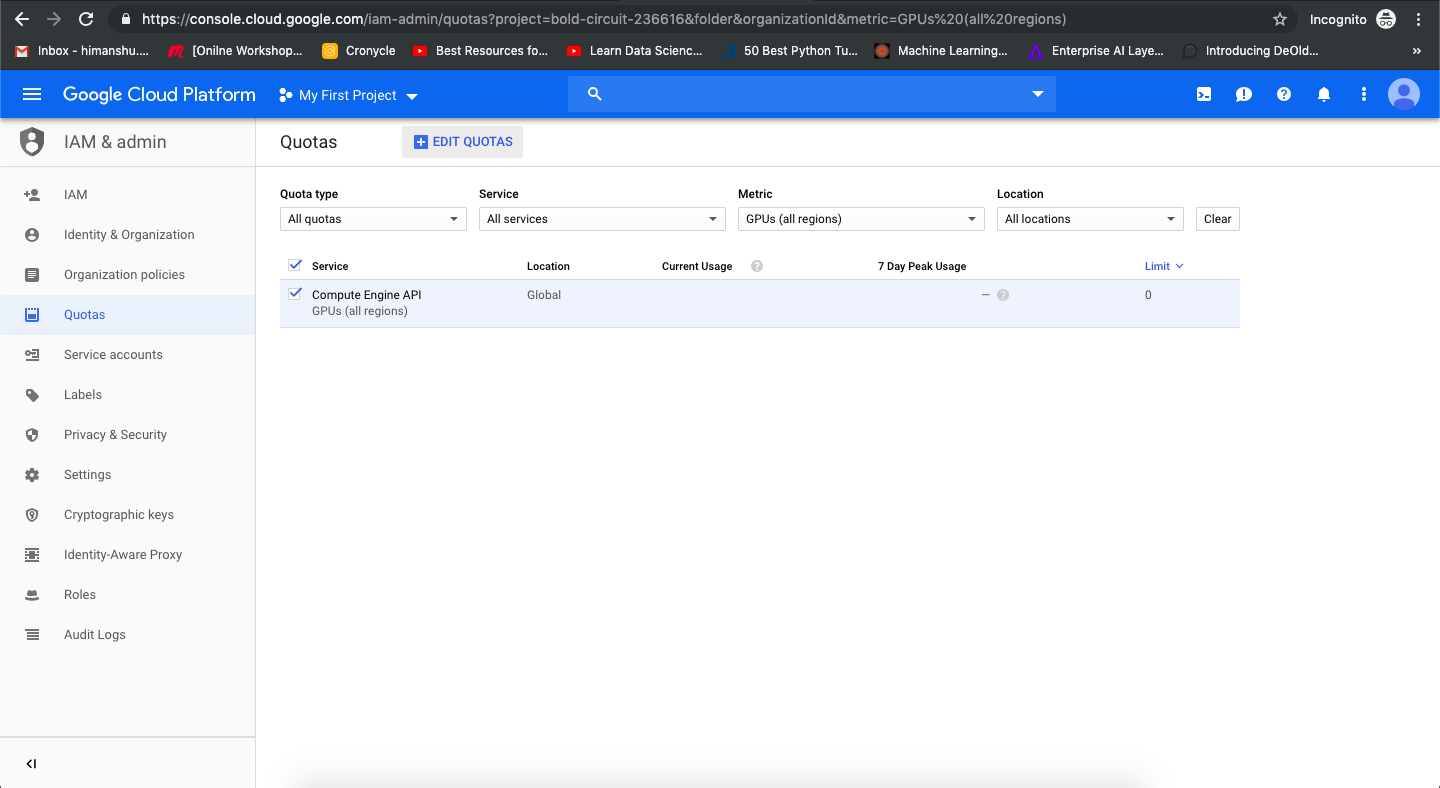 https://console.cloud.google.com/iam-admin/quotas?project=bold-circuit-236616&folder&organizationId&metric=GPUs%20(all%20regions) Incognito
Inbox - himanshu.... [Onilne Worksho... Cronycle Best Resources fo... Learn Data Scienc... 50 Best Python Tu... Machine Learning... Enterprise AI Laye... Introducing DeOld... »
Google Cloud Platform My First Project
IAM & admin Quotas EDIT QUOTAS
Quota type Service Metric Location
All quotas All services GPUs (all regions) All locations Clear
Service Location Current Usage ? 7 Day Peak Usage Limit
Compute Engine API Global — ? 0
GPUs (all regions)
IAM
Identity & Organization
Organization policies
Quotas
Service accounts
Labels
Privacy & Security
Settings
Cryptographic keys
Identity-Aware Proxy
Roles
Audit Logs